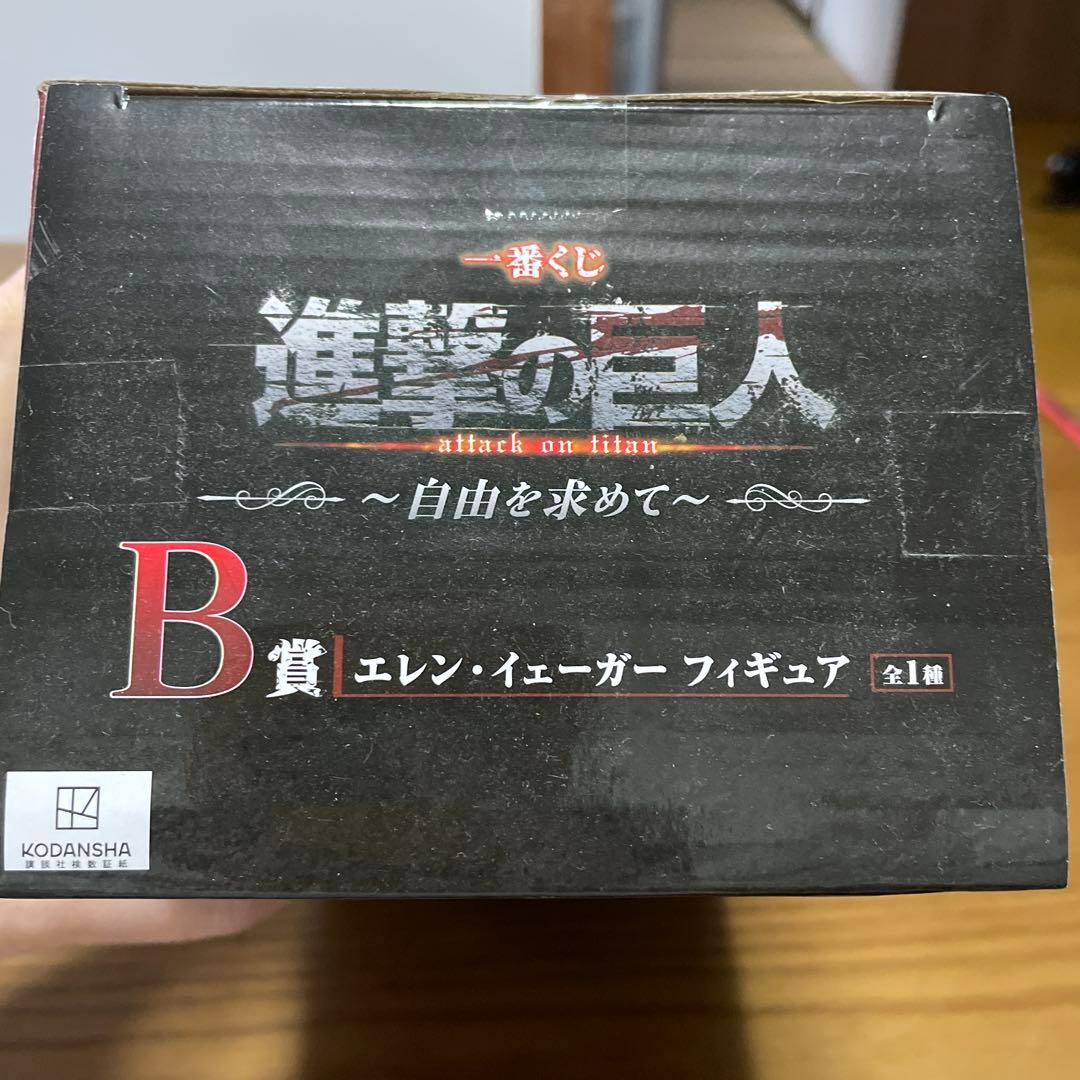 一番くじ
進撃の巨人
attack on titan
～自由を求めて～
B賞 エレン・イェーガー フィギュア 全1種
KODANSHA
講談社検数証紙